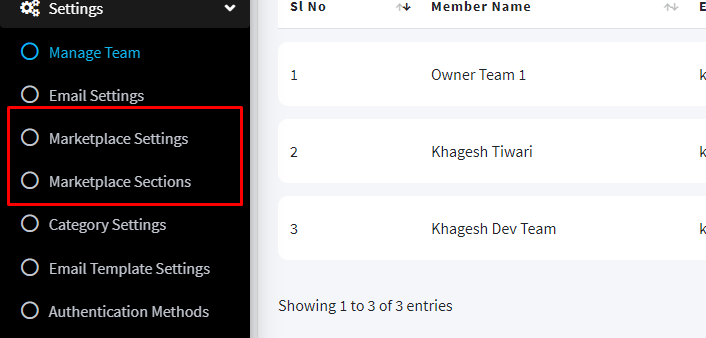 Settings
Manage Team
Email Settings
Marketplace Settings
Marketplace Sections
Category Settings
Email Template Settings
Authentication Methods
Sl No Member Name E
1 Owner Team 1 k
2 Khagesh Tiwari k
3 Khagesh Dev Team k
Showing 1 to 3 of 3 entries